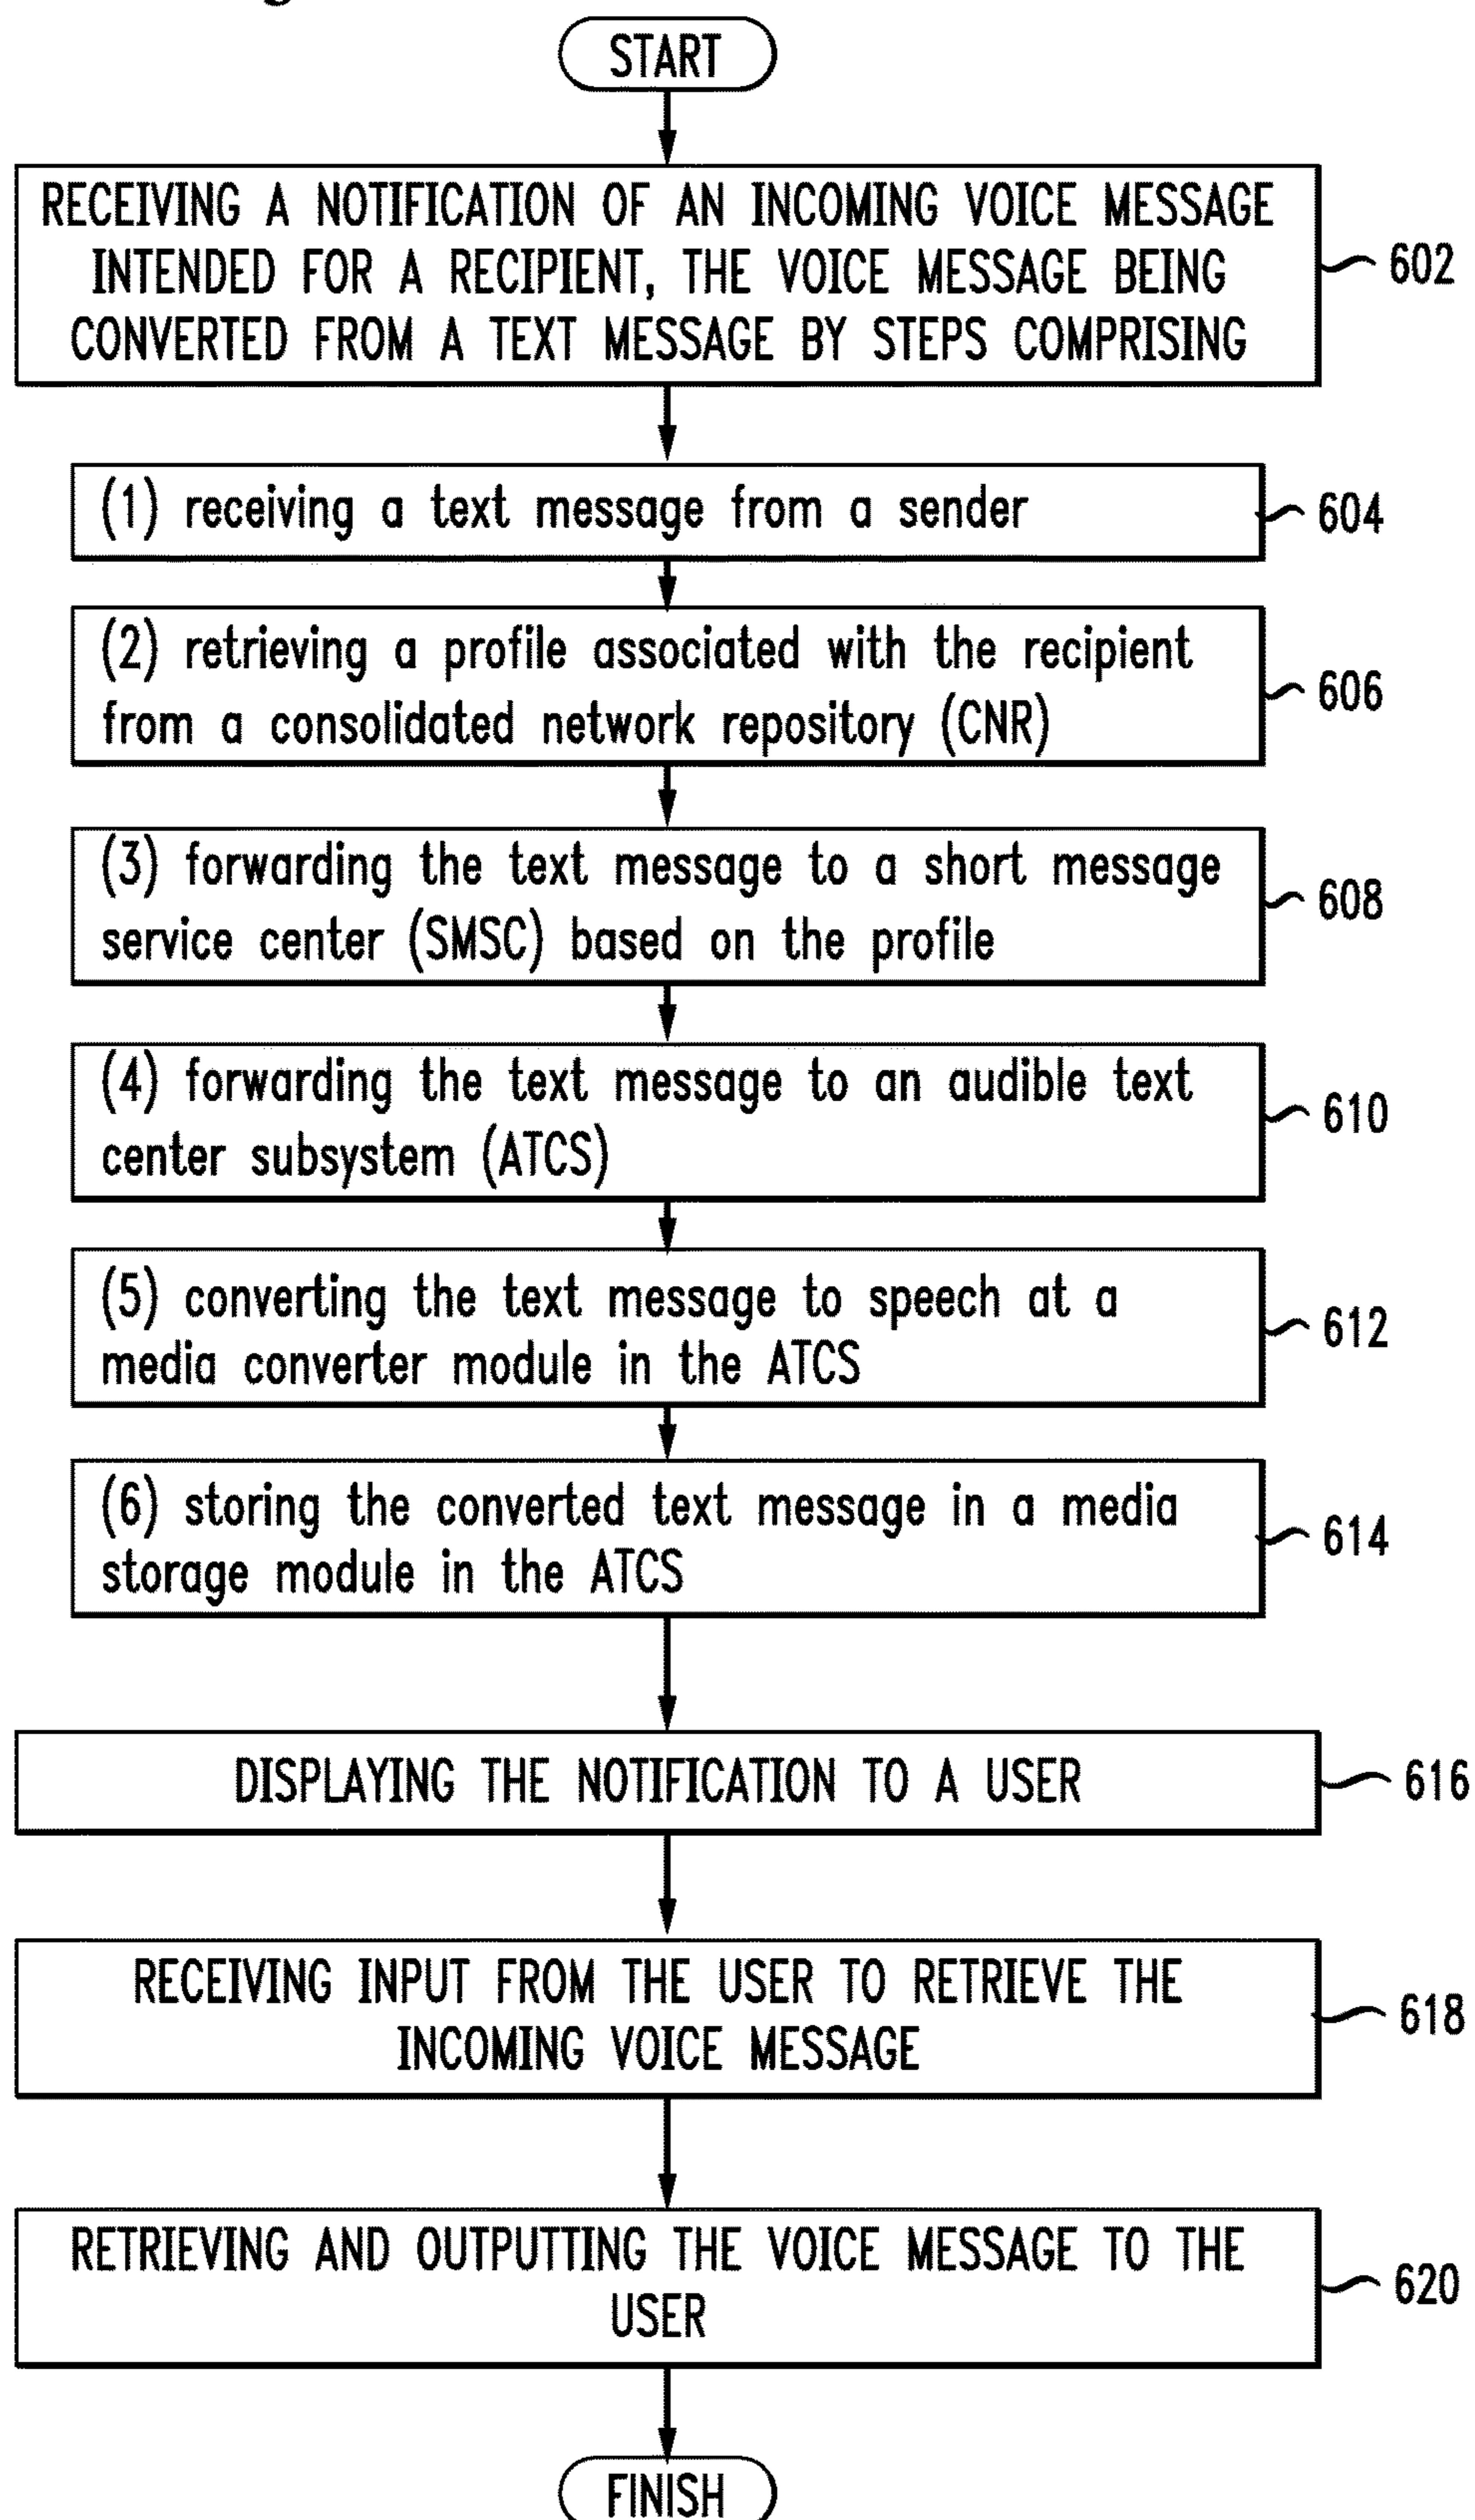 START
RECEIVING A NOTIFICATION OF AN INCOMING VOICE MESSAGE
INTENDED FOR A RECIPIENT, THE VOICE MESSAGE BEING
CONVERTED FROM A TEXT MESSAGE BY STEPS COMPRISING
602
(1) receiving a text message from a sender
604
(2) retrieving a profile associated with the recipient
from a consolidated network repository (CNR)
606
(3) forwarding the text message to a short message
service center (SMSC) based on the profile
608
(4) forwarding the text message to an audible text
center subsystem (ATCS)
610
(5) converting the text message to speech at a
media converter module in the ATCS
612
(6) storing the converted text message in a media
storage module in the ATCS
614
DISPLAYING THE NOTIFICATION TO A USER
616
RECEIVING INPUT FROM THE USER TO RETRIEVE THE
INCOMING VOICE MESSAGE
618
RETRIEVING AND OUTPUTTING THE VOICE MESSAGE TO THE
USER
620
FINISH